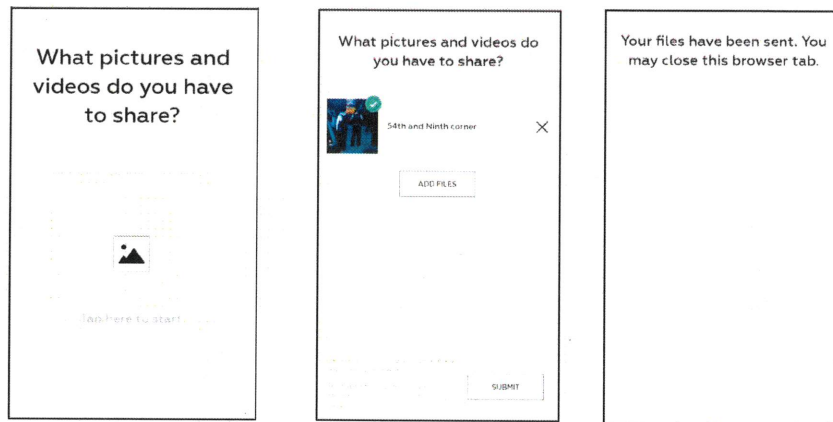 What pictures and
videos do you have
to share?
Tap here to start
What pictures and videos do
you have to share?
54th and Ninth corner
ADD FILES
SUBMIT
Your files have been sent. You
may close this browser tab.